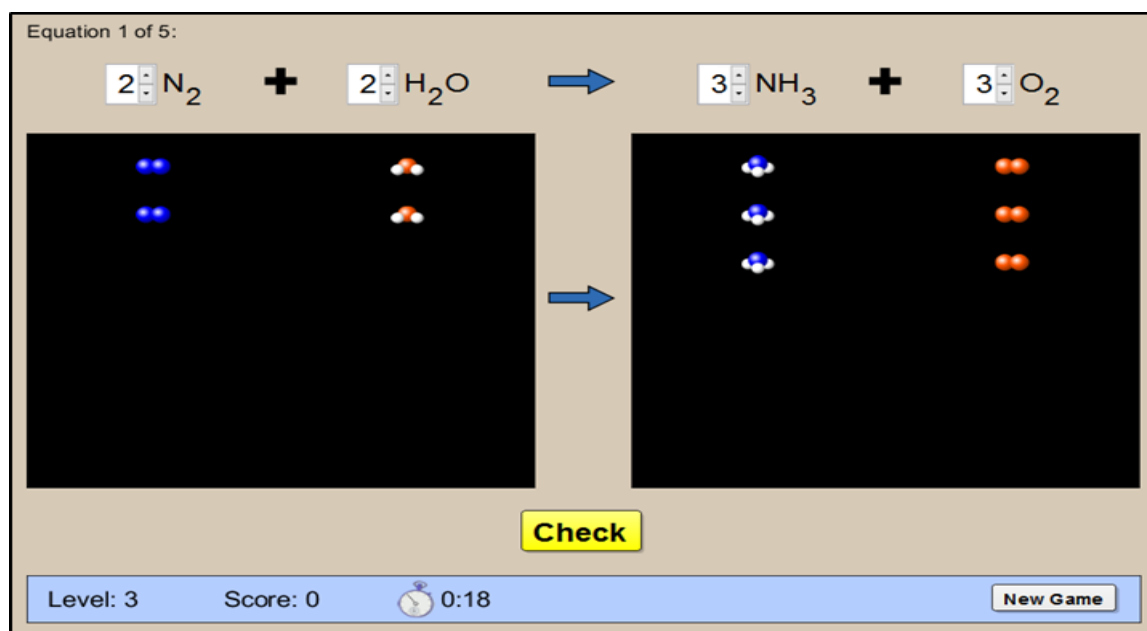 Equation 1 of 5:
2 N₂ + 2 H₂O → 3 NH₃ + 3 O₂
Check
Level: 3 Score: 0 0:18 New Game